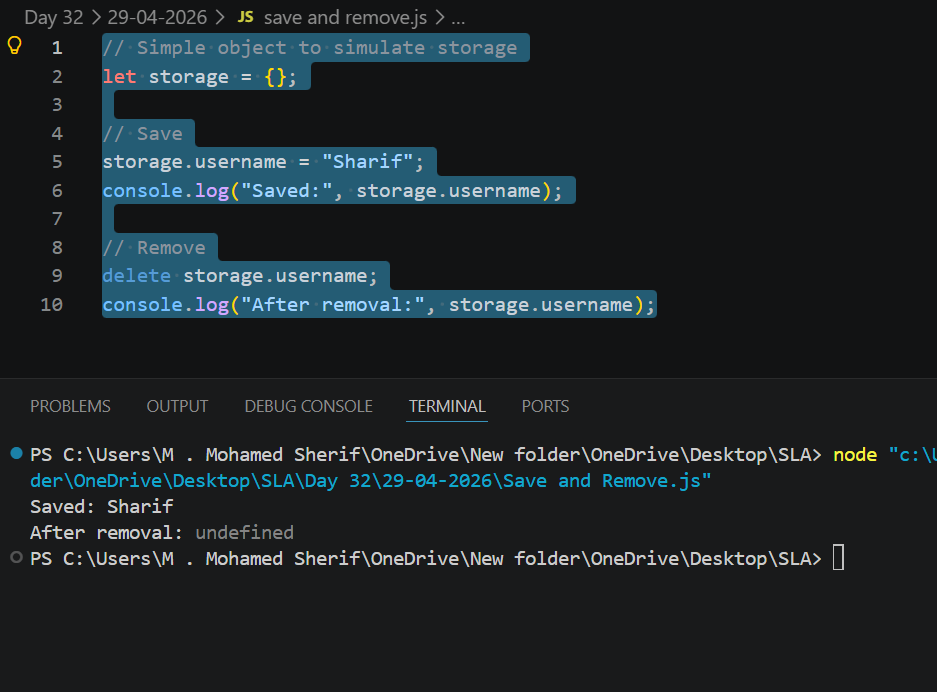 Day 32 > 29-04-2026 > JS save and remove.js > ...
1 // Simple object to simulate storage
2 let storage = {};
3
4 // Save
5 storage.username = "Sharif";
6 console.log("Saved:", storage.username);
7
8 // Remove
9 delete storage.username;
10 console.log("After removal:", storage.username);
PROBLEMS OUTPUT DEBUG CONSOLE TERMINAL PORTS
PS C:\Users\M . Mohamed Sherif\OneDrive\New folder\OneDrive\Desktop\SLA> node "c:\
der\OneDrive\Desktop\SLA\Day 32\29-04-2026\Save and Remove.js"
Saved: Sharif
After removal: undefined
PS C:\Users\M . Mohamed Sherif\OneDrive\New folder\OneDrive\Desktop\SLA>